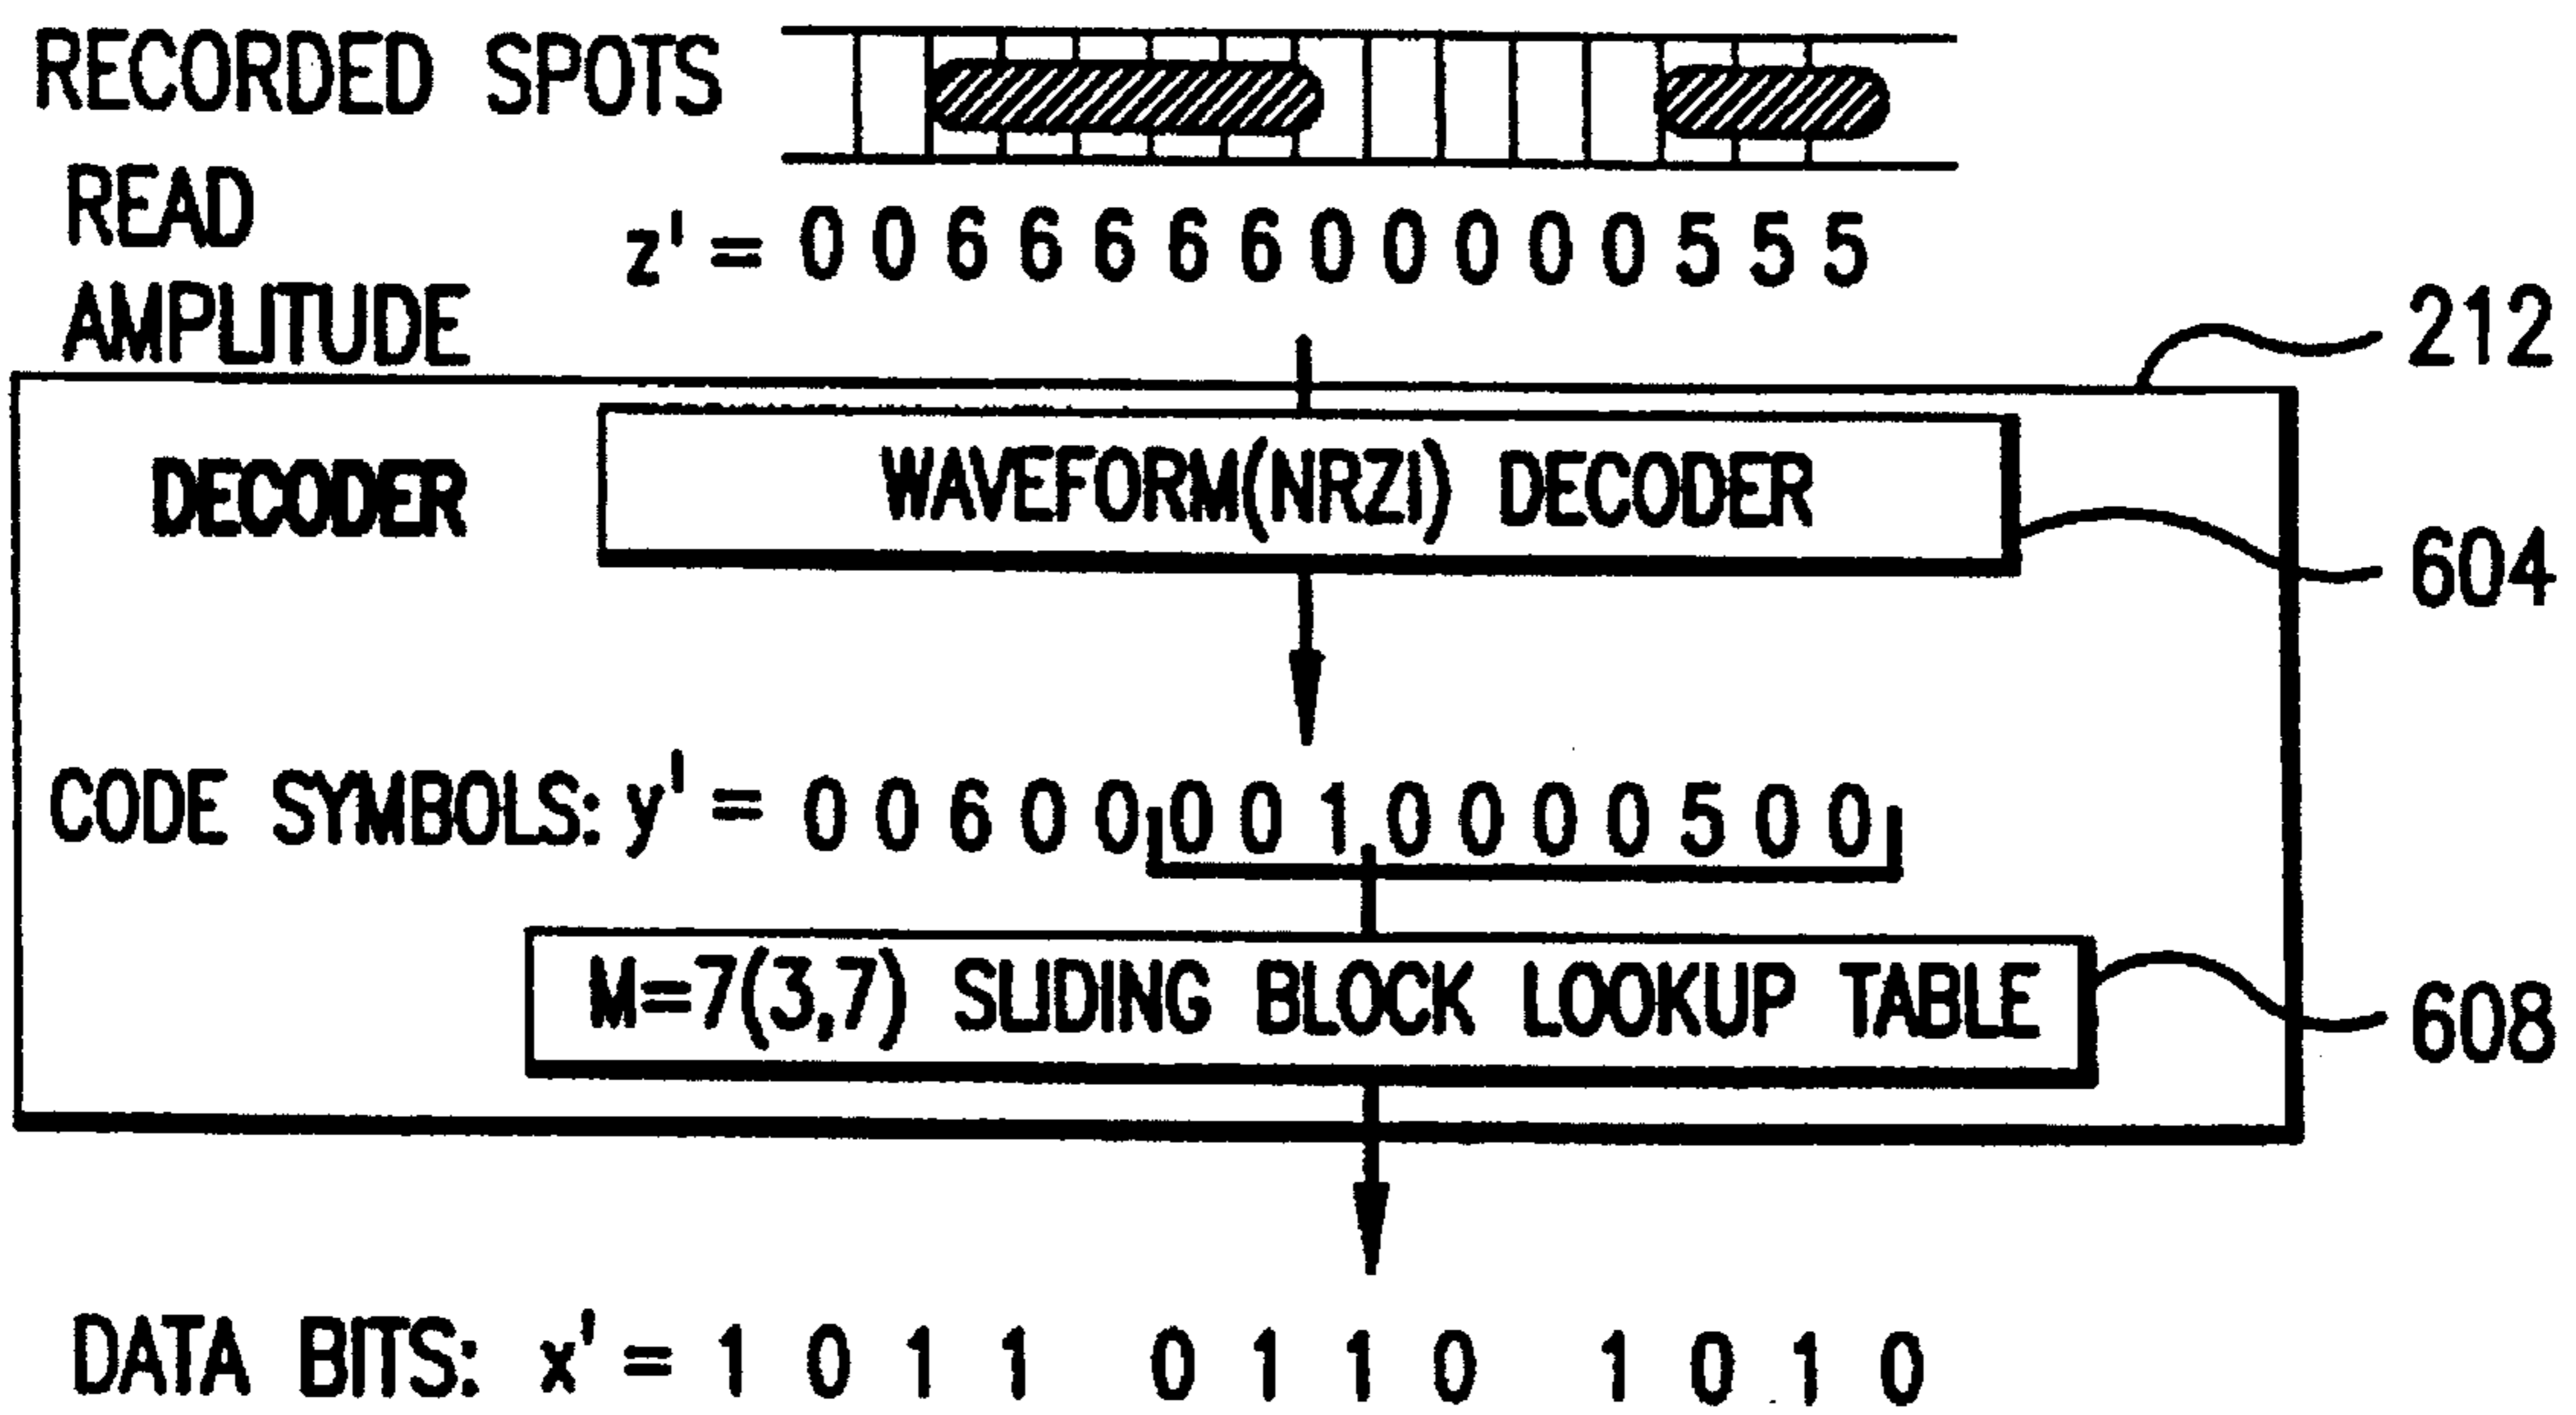 RECORDED SPOTS
READ
AMPLITUDE
z' = 0 0 6 6 6 6 6 0 0 0 0 0 5 5 5
212
DECODER
WAVEFORM(NRZI) DECODER
604
CODE SYMBOLS: y' = 0 0 6 0 0 0 0 1 0 0 0 0 5 0 0
M=7(3,7) SLIDING BLOCK LOOKUP TABLE
608
DATA BITS: x' = 1 0 1 1 0 1 1 0 1 0 1 0